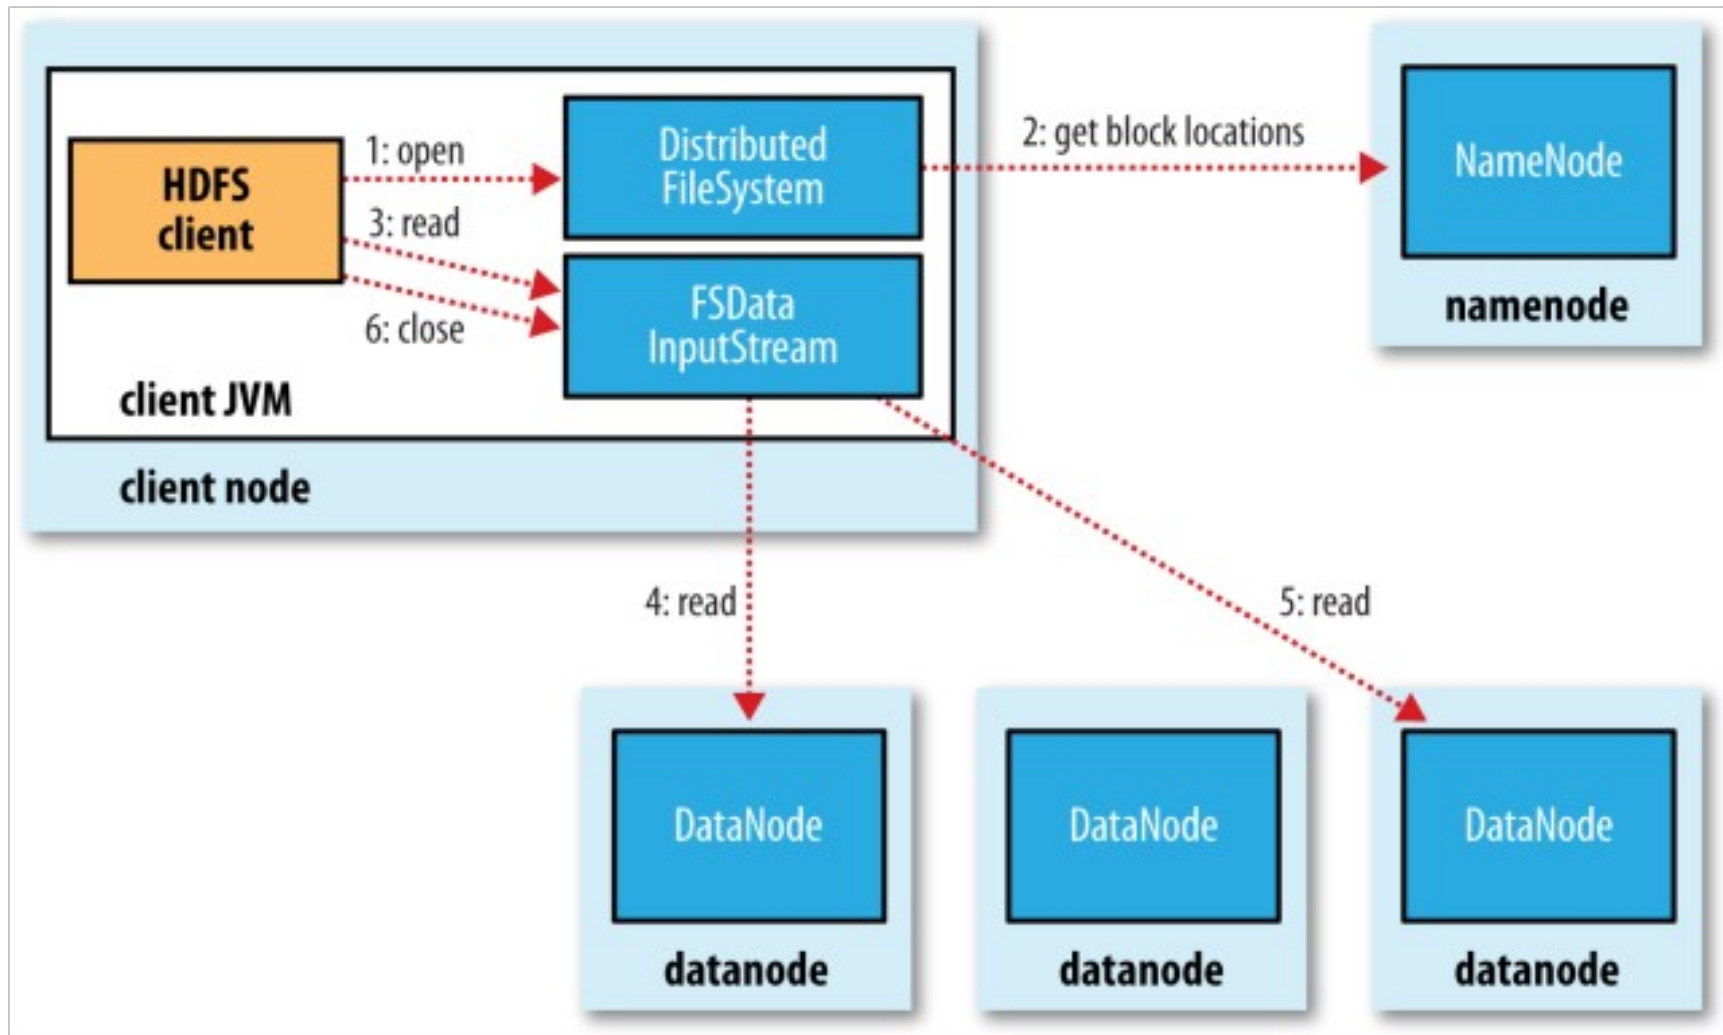 HDFS
client
1: open
3: read
6: close
Distributed
FileSystem
FSData
InputStream
client JVM
client node
2: get block locations
NameNode
namenode
4: read
5: read
DataNode
datanode
DataNode
datanode
DataNode
datanode